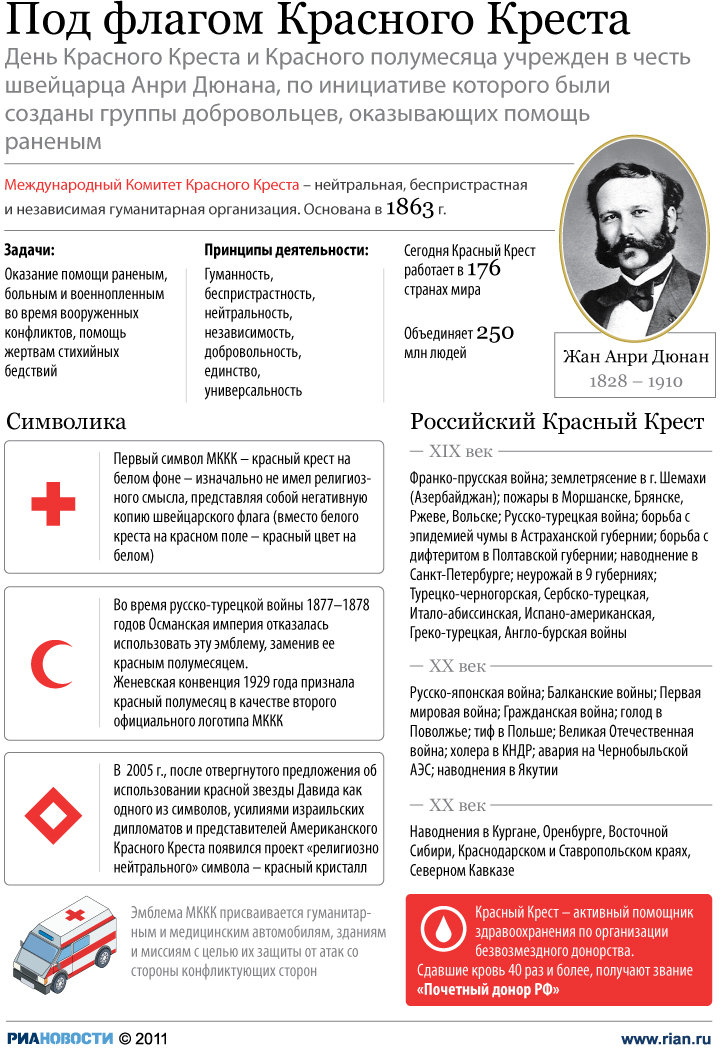 Под флагом Красного Креста
День Красного Креста и Красного полумесяца учрежден в честь
швейцарца Анри Дюнана, по инициативе которого были
созданы группы добровольцев, оказывающих помощь
раненым
Международный Комитет Красного Креста – нейтральная, беспристрастная
и независимая гуманитарная организация. Основана в 1863 г.
Задачи:
Оказание помощи раненым,
больным и военнопленным
во время вооруженных
конфликтов, помощь
жертвам стихийных
бедствий
Принципы деятельности:
Гуманность,
беспристрастность,
нейтральность,
независимость,
добровольность,
единство,
универсальность
Сегодня Красный Крест
работает в 176
странах мира
Объединяет 250
млн людей
Жан Анри Дюнан
1828 – 1910
Символика
Первый символ МККК – красный крест на
белом фоне – изначально не имел религиоз-
ного смысла, представляя собой негативную
копию швейцарского флага (вместо белого
креста на красном поле – красный цвет на
белом)
Во время русско-турецкой войны 1877–1878
годов Османская империя отказалась
использовать эту эмблему, заменив ее
красным полумесяцем.
Женевская конвенция 1929 года признала
красный полумесяц в качестве второго
официального логотипа МККК
В 2005 г., после отвергнутого предложения об
использовании красной звезды Давида как
одного из символов, усилиями израильских
дипломатов и представителей Американского
Красного Креста появился проект «религиозно
нейтрального» символа – красный кристалл
Эмблема МККК присваивается гуманитар-
ным и медицинским автомобилям, зданиям
и миссиям с целью их защиты от атак со
стороны конфликтующих сторон
Российский Красный Крест
XIX век
Франко-прусская война; землетрясение в г. Шемахи
(Азербайджан); пожары в Моршанске, Брянске,
Ржеве, Вольске; Русско-турецкая война; борьба с
эпидемией чумы в Астраханской губернии; борьба с
дифтеритом в Полтавской губернии; наводнение в
Санкт-Петербурге; неурожай в 9 губерниях;
Турецко-черногорская, Сербско-турецкая,
Итало-абиссинская, Испано-американская,
Греко-турецкая, Англо-бурская войны
XX век
Русско-японская война; Балканские войны; Первая
мировая война; Гражданская война; голод в
Поволжье; тиф в Польше; Великая Отечественная
война; холера в КНДР; авария на Чернобыльской
АЭС; наводнения в Якутии
XX век
Наводнения в Кургане, Оренбурге, Восточной
Сибири, Краснодарском и Ставропольском краях,
Северном Кавказе
Красный Крест – активный помощник
здравоохранения по организации
безвозмездного донорства.
Сдавшие кровь 40 раз и более, получают звание
«Почетный донор РФ»
РИАНОВОСТИ © 2011
www.rian.ru